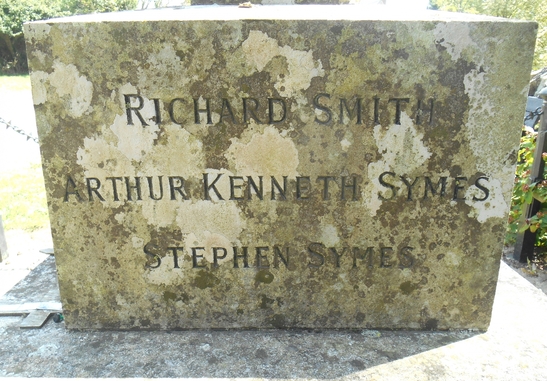 RICHARD SMITH
ARTHUR KENNETH SYMES
STEPHEN SYMES